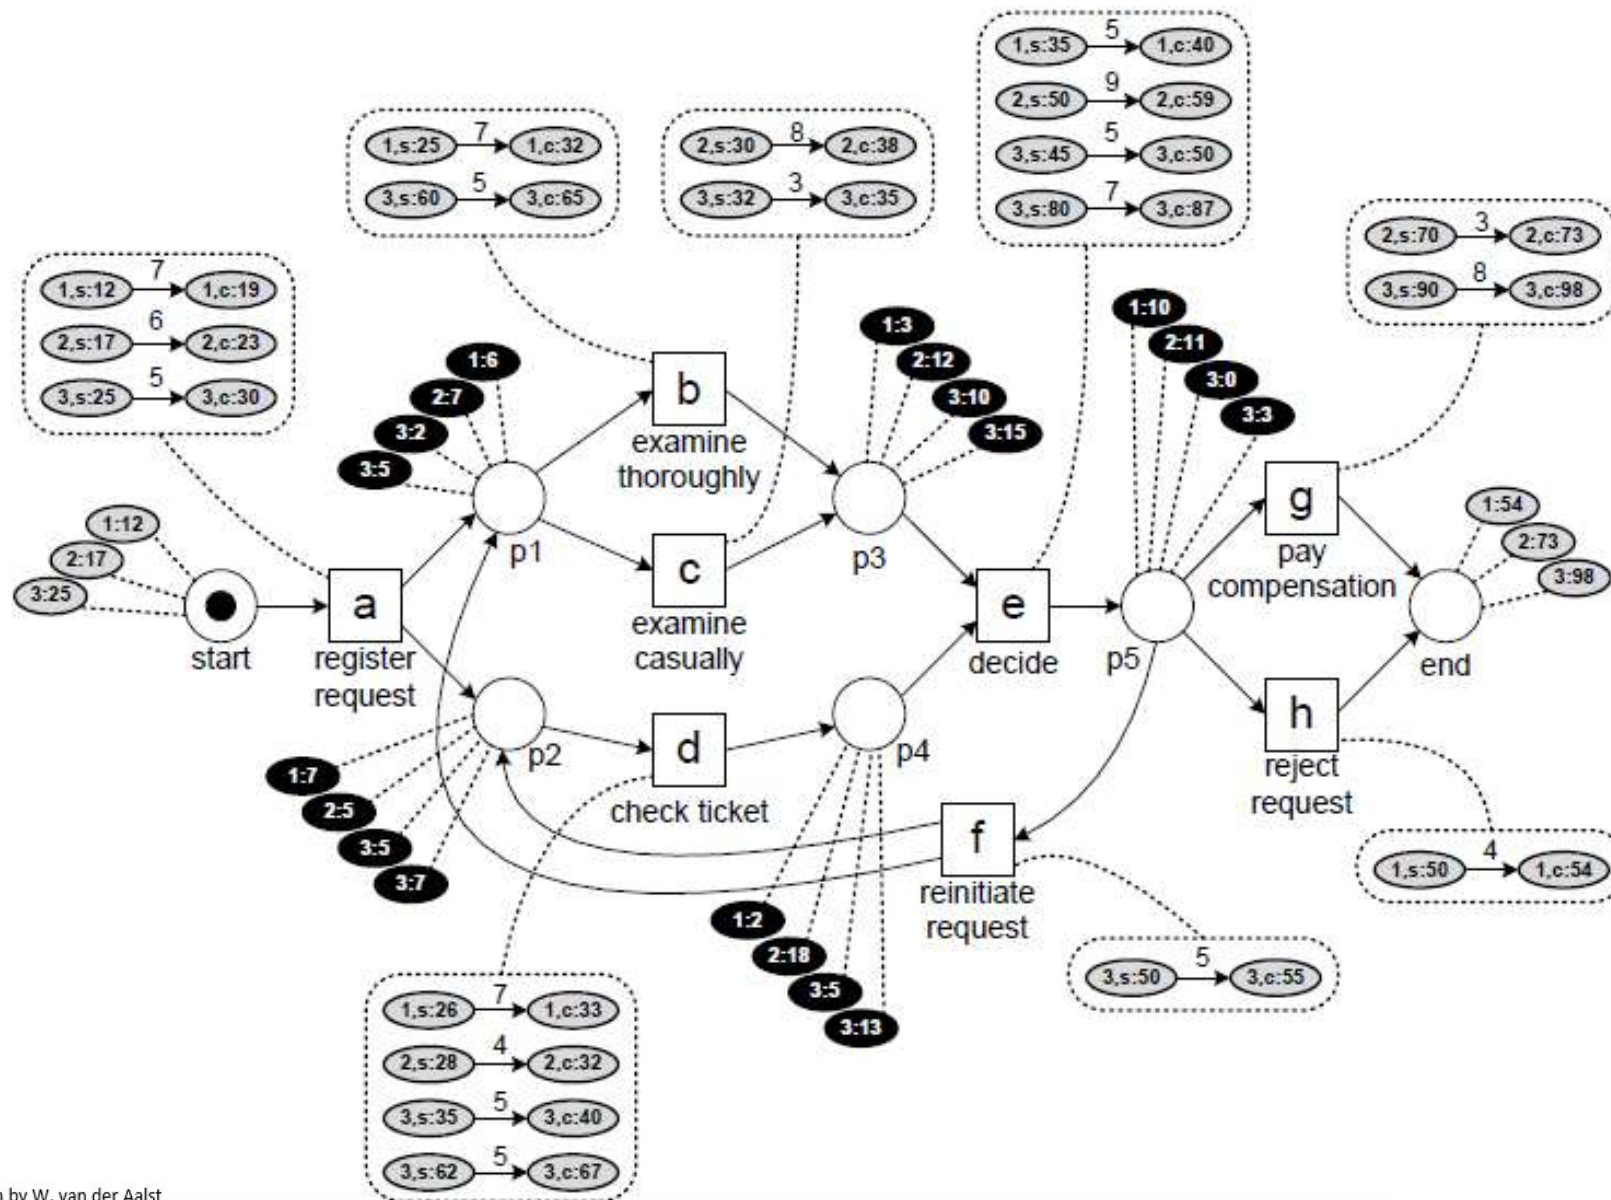 1,s:35 5 1,c:40
2,s:50 9 2,c:59
3,s:45 5 3,c:50
3,s:80 7 3,c:87
1,s:25 7 1,c:32
3,s:60 5 3,c:65
2,s:30 8 2,c:38
3,s:32 3 3,c:35
2,s:70 3 2,c:73
3,s:90 8 3,c:98
1,s:12 7 1,c:19
2,s:17 6 2,c:23
3,s:25 5 3,c:30
1:6
2:7
3:2
3:5
1:3
2:12
3:10
3:15
1:10
2:11
3:0
3:3
b
examine
thoroughly
g
pay
compensation
1:12
2:17
3:25
start
a
register
request
p1
c
examine
casually
p3
e
decide
p5
1:54
2:73
3:98
end
1:7
2:5
3:5
3:7
p2
d
check ticket
p4
h
reject
request
f
reinitiate
request
1:2
2:18
3:5
3:13
1,s:50 4 1,c:54
3,s:50 5 3,c:55
1,s:26 7 1,c:33
2,s:28 4 2,c:32
3,s:35 5 3,c:40
3,s:62 5 3,c:67
by W. van der Aalst